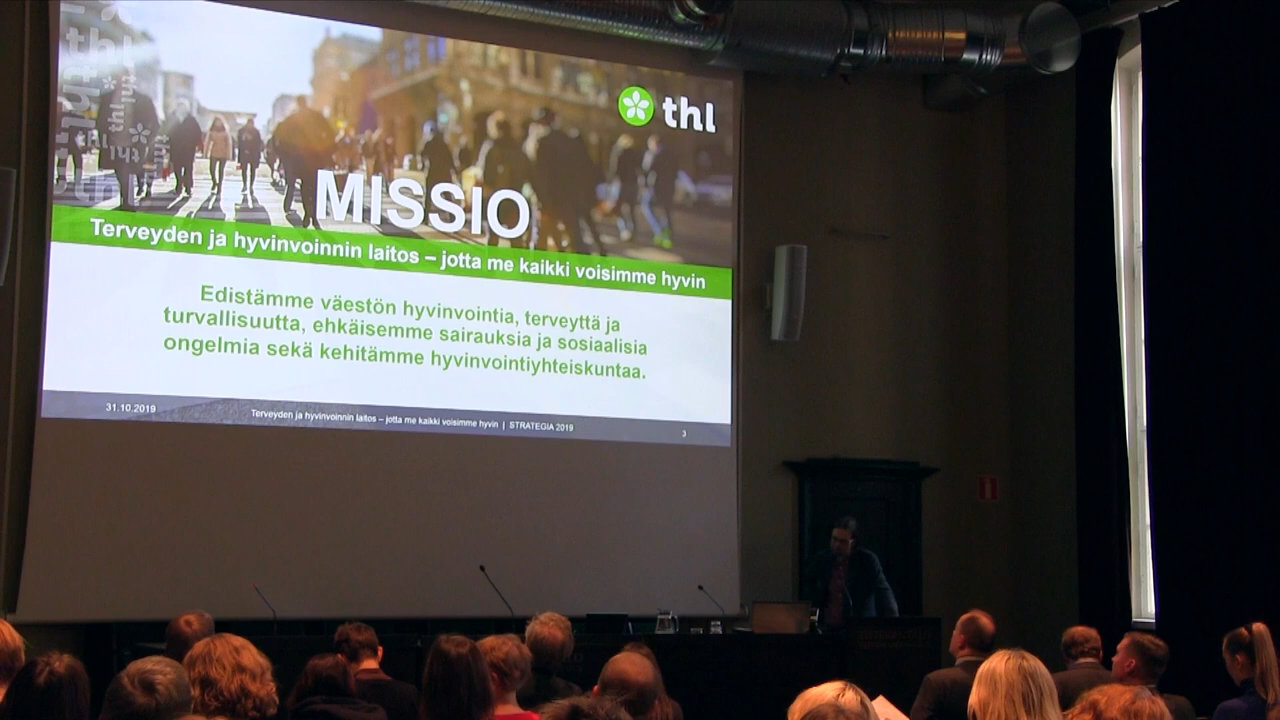 thl
MISSIO
Terveyden ja hyvinvoinnin laitos – jotta me kaikki voisimme hyvin
Edistämme väestön hyvinvointia, terveyttä ja
turvallisuutta, ehkäisemme sairauksia ja sosiaalisia
ongelmia sekä kehitämme hyvinvointiyhteiskuntaa.
31.10.2019
Terveyden ja hyvinvoinnin laitos – jotta me kaikki voisimme hyvin | STRATEGIA 2019
3